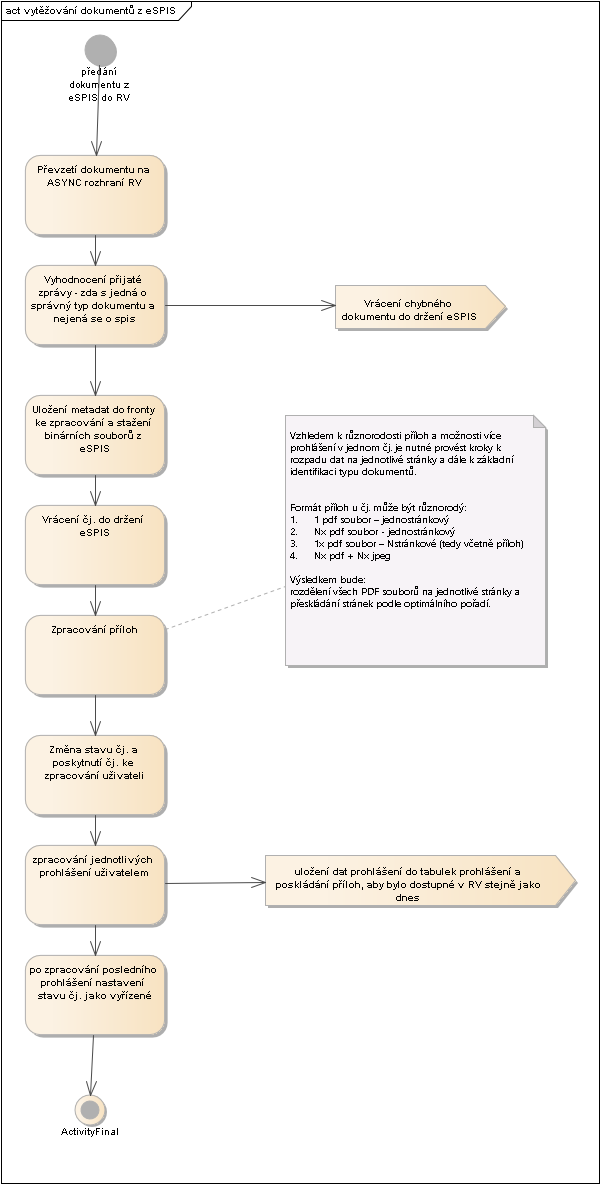 act vytěžování dokumentů z eSPIS
předání
dokumentu z
eSPIS do RV
Převzetí dokumentu na
ASYNC rozhraní RV
Vyhodnocení přijaté
zprávy - zda s jedná o
správný typ dokumentu a
nejená se o spis
Vrácení chybného
dokumentu do držení eSPIS
Uložení metadat do fronty
ke zpracování a stažení
binárních souborů z
eSPIS
Vzhledem k různorodosti příloh a možnosti více
prohlášení v jednom čj. je nutné provést kroky k
rozpadu dat na jednotlivé stránky a dále k základní
identifikaci typu dokumentů.
Formát příloh u čj. může být různorodý:
1. 1 pdf soubor – jednostránkový
2. Nx pdf soubor - jednostránkový
3. 1x pdf soubor – Nstránkové (tedy včetně příloh)
4. Nx pdf + Nx jpeg
Výsledkem bude:
rozdělení všech PDF souborů na jednotlivé stránky a
přeskládání stránek podle optimálního pořadí.
Vrácení čj. do držení
eSPIS
Zpracování příloh
Změna stavu čj. a
poskytnutí čj. ke
zpracování uživateli
zpracování jednotlivých
prohlášení uživatelem
uložení dat prohlášení do tabulek prohlášení a
poskládání příloh, aby bylo dostupné v RV stejně jako
dnes
po zpracování posledního
prohlášení nastavení
stavu čj. jako vyřízené
ActivityFinal